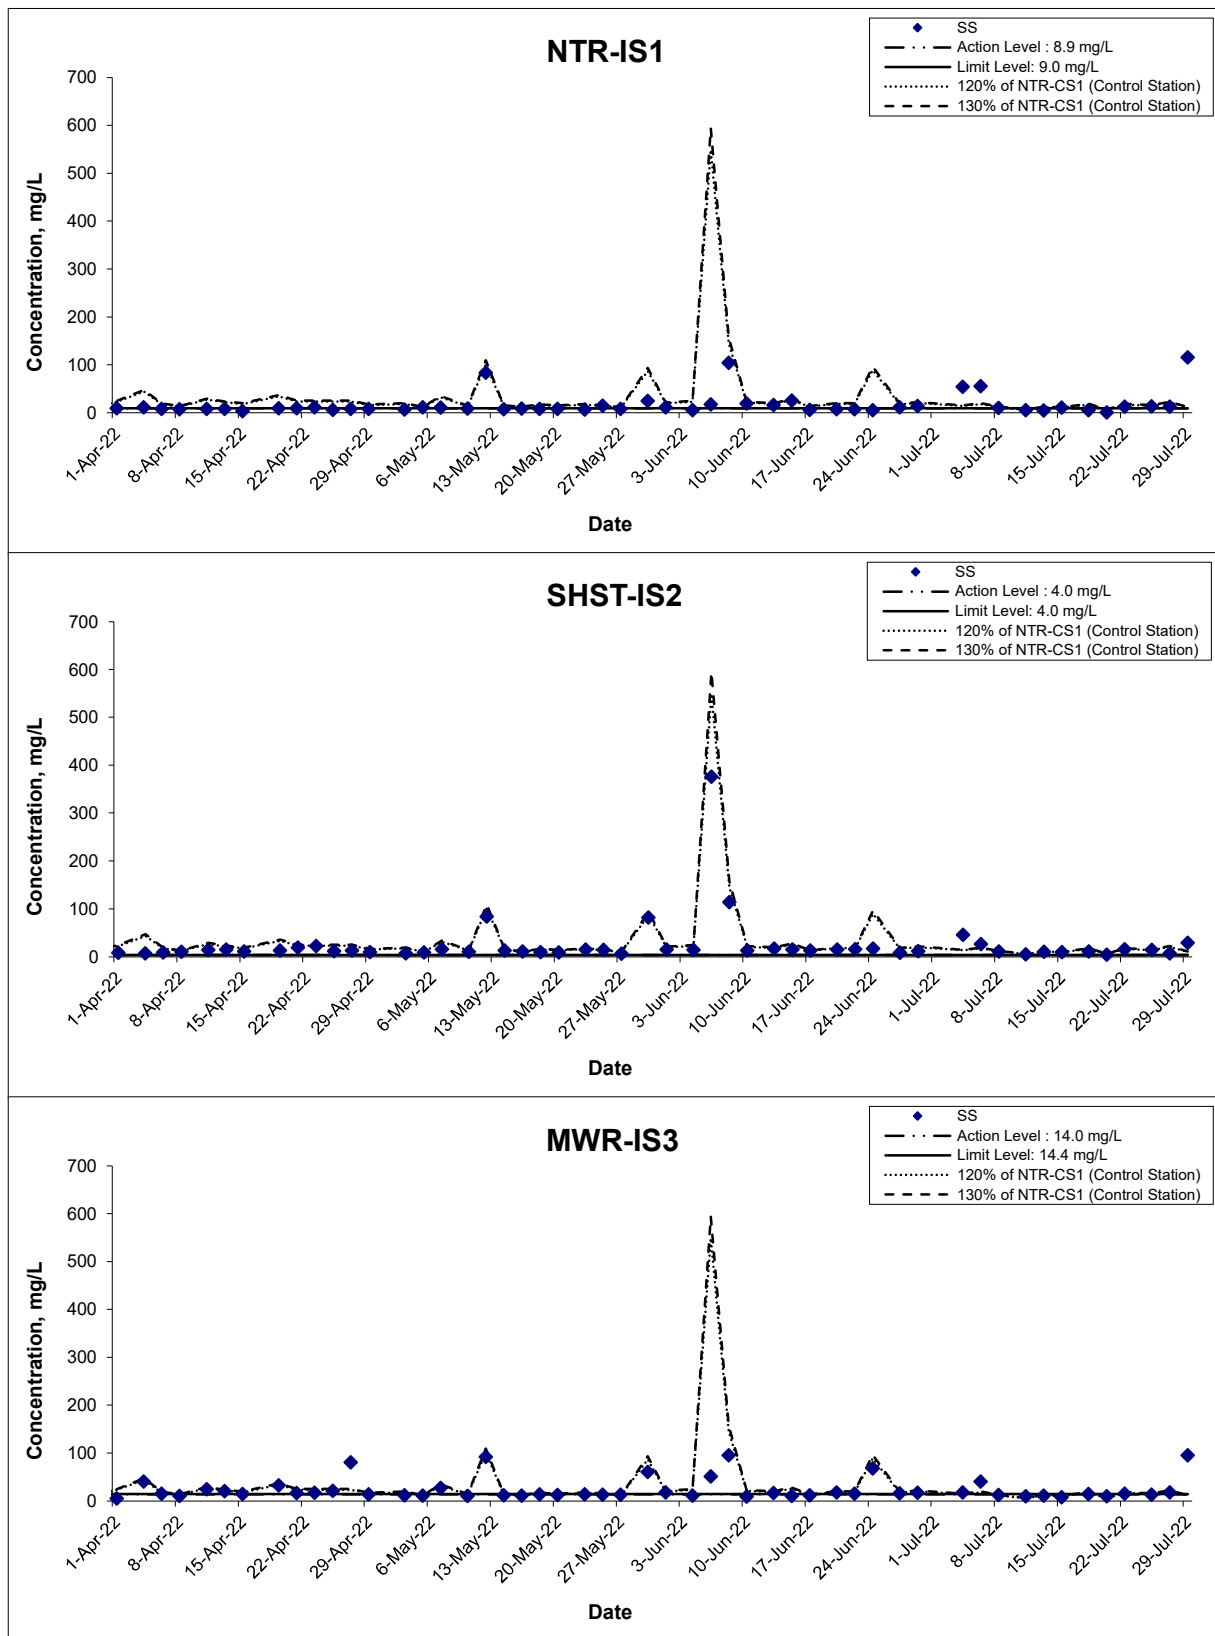 NTR-IS1
SS
Action Level : 8.9 mg/L
Limit Level: 9.0 mg/L
120% of NTR-CS1 (Control Station)
130% of NTR-CS1 (Control Station)
Concentration, mg/L
700
600
500
400
300
200
100
0
1-Apr-22
8-Apr-22
15-Apr-22
22-Apr-22
29-Apr-22
6-May-22
13-May-22
20-May-22
27-May-22
3-Jun-22
10-Jun-22
17-Jun-22
24-Jun-22
1-Jul-22
8-Jul-22
15-Jul-22
22-Jul-22
29-Jul-22
Date
SHST-IS2
SS
Action Level : 4.0 mg/L
Limit Level: 4.0 mg/L
120% of NTR-CS1 (Control Station)
130% of NTR-CS1 (Control Station)
Concentration, mg/L
700
600
500
400
300
200
100
0
1-Apr-22
8-Apr-22
15-Apr-22
22-Apr-22
29-Apr-22
6-May-22
13-May-22
20-May-22
27-May-22
3-Jun-22
10-Jun-22
17-Jun-22
24-Jun-22
1-Jul-22
8-Jul-22
15-Jul-22
22-Jul-22
29-Jul-22
Date
MWR-IS3
SS
Action Level : 14.0 mg/L
Limit Level: 14.4 mg/L
120% of NTR-CS1 (Control Station)
130% of NTR-CS1 (Control Station)
Concentration, mg/L
700
600
500
400
300
200
100
0
1-Apr-22
8-Apr-22
15-Apr-22
22-Apr-22
29-Apr-22
6-May-22
13-May-22
20-May-22
27-May-22
3-Jun-22
10-Jun-22
17-Jun-22
24-Jun-22
1-Jul-22
8-Jul-22
15-Jul-22
22-Jul-22
29-Jul-22
Date